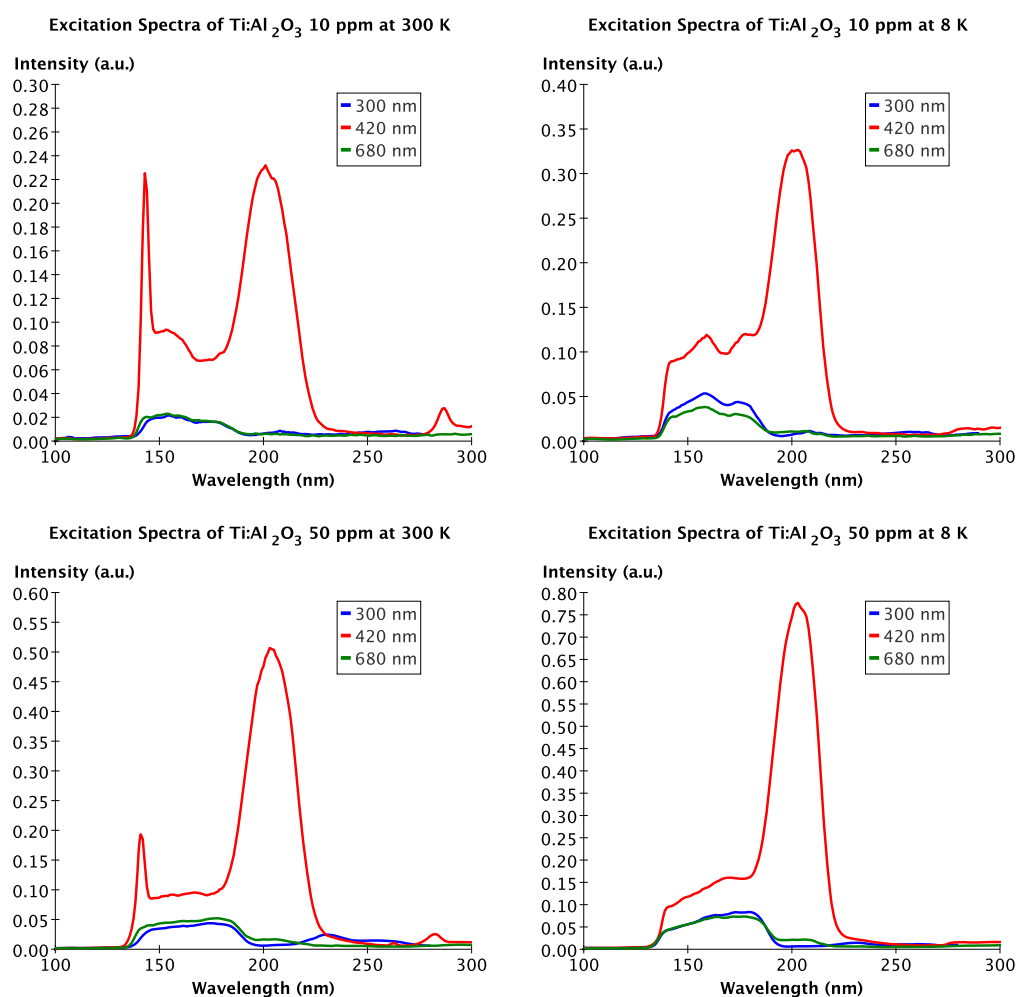 Excitation Spectra of Ti:Al2O3 10 ppm at 300 K
Intensity (a.u.)
0.30
0.28
0.26
0.24
0.22
0.20
0.18
0.16
0.14
0.12
0.10
0.08
0.06
0.04
0.02
0.00
300 nm
420 nm
680 nm
100 150 200 250 300
Wavelength (nm)
Excitation Spectra of Ti:Al2O3 10 ppm at 8 K
Intensity (a.u.)
0.40
0.35
0.30
0.25
0.20
0.15
0.10
0.05
0.00
300 nm
420 nm
680 nm
100 150 200 250 300
Wavelength (nm)
Excitation Spectra of Ti:Al2O3 50 ppm at 300 K
Intensity (a.u.)
0.60
0.55
0.50
0.45
0.40
0.35
0.30
0.25
0.20
0.15
0.10
0.05
0.00
300 nm
420 nm
680 nm
100 150 200 250 300
Wavelength (nm)
Excitation Spectra of Ti:Al2O3 50 ppm at 8 K
Intensity (a.u.)
0.80
0.75
0.70
0.65
0.60
0.55
0.50
0.45
0.40
0.35
0.30
0.25
0.20
0.15
0.10
0.05
0.00
300 nm
420 nm
680 nm
100 150 200 250 300
Wavelength (nm)